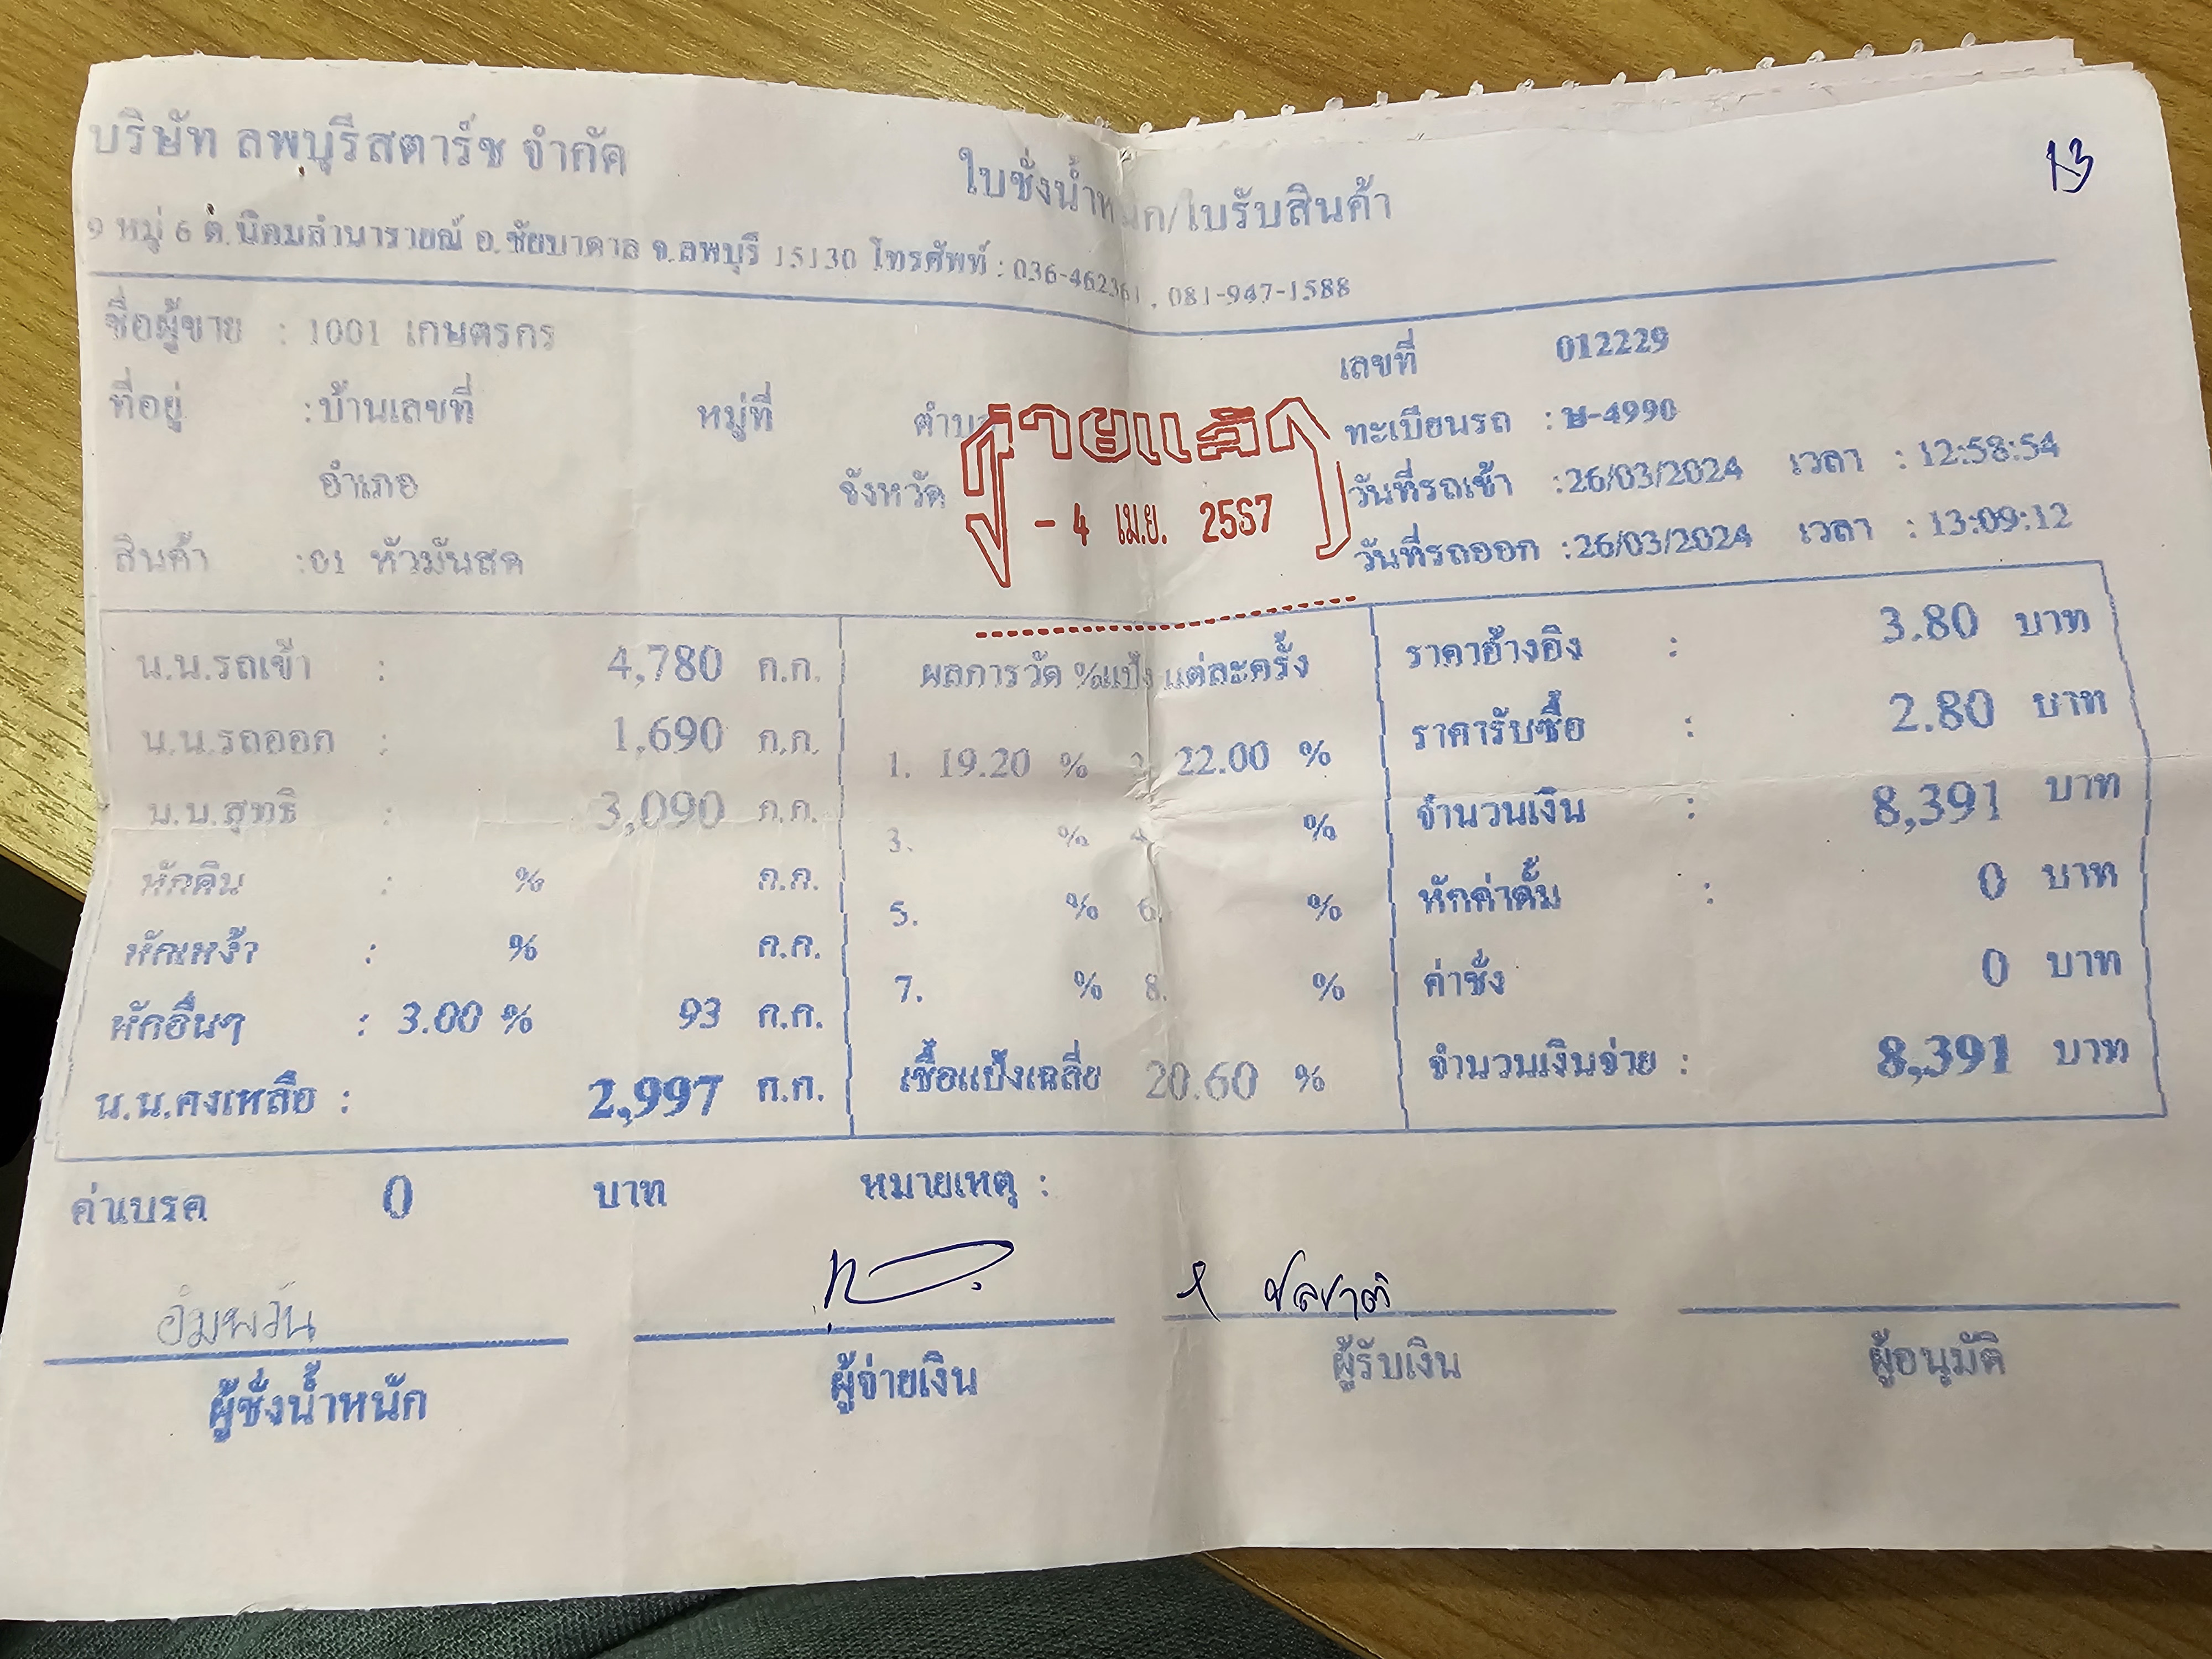 บริษัท ลพบุรีสตาร์ช จำกัด
ใบชั่งน้ำหนัก/ใบรับสินค้า
13
9 หมู่ 6 ต.นิคมลำนารายณ์ อ.ชัยบาดาล จ.ลพบุรี 15130 โทรศัพท์ : 036-462361, 081-947-1588
ชื่อผู้ขาย : 1001 เกษตรกร
เลขที่ 012229
ที่อยู่ : บ้านเลขที่ หมู่ที่ ตำบล
ทะเบียนรถ : ษ-4990
อำเภอ จังหวัด
วันที่รถเข้า : 26/03/2024 เวลา : 12:58:54
จ่ายแล้ว
- 4 เม.ย. 2567
สินค้า : 01 หัวมันสด
วันที่รถออก : 26/03/2024 เวลา : 13:09:12
น.น.รถเข้า : 4,780 ก.ก.
น.น.รถออก : 1,690 ก.ก.
น.น.สุทธิ : 3,090 ก.ก.
หักดิน : % ก.ก.
หักเหง้า : % ก.ก.
หักอื่นๆ : 3.00 % 93 ก.ก.
น.น.คงเหลือ : 2,997 ก.ก.
ผลการวัด %แป้ง แต่ละครั้ง
1. 19.20 % 2. 22.00 %
3. % 4. %
5. % 6. %
7. % 8. %
เชื้อแป้งเฉลี่ย 20.60 %
ราคาอ้างอิง : 3.80 บาท
ราคารับซื้อ : 2.80 บาท
จำนวนเงิน : 8,391 บาท
หักค่าดั้ม : 0 บาท
ค่าชั่ง : 0 บาท
จำนวนเงินจ่าย : 8,391 บาท
ค่าเบรค 0 บาท หมายเหตุ :
อัมพวัน
ชลชาติ
ผู้ชั่งน้ำหนัก ผู้จ่ายเงิน ผู้รับเงิน ผู้อนุมัติ